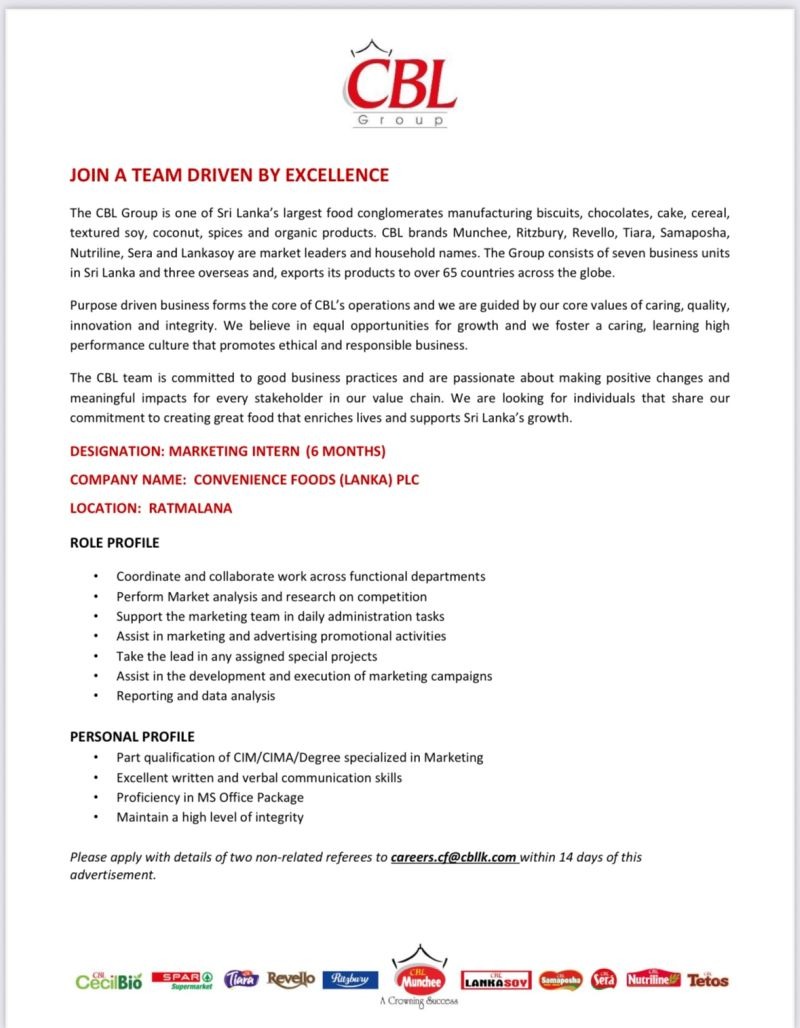 CBL
Group
JOIN A TEAM DRIVEN BY EXCELLENCE
The CBL Group is one of Sri Lanka’s largest food conglomerates manufacturing biscuits, chocolates, cake, cereal,
textured soy, coconut, spices and organic products. CBL brands Munchee, Ritzbury, Revello, Tiara, Samaposha,
Nutriline, Sera and Lankasoy are market leaders and household names. The Group consists of seven business units
in Sri Lanka and three overseas and, exports its products to over 65 countries across the globe.
Purpose driven business forms the core of CBL’s operations and we are guided by our core values of caring, quality,
innovation and integrity. We believe in equal opportunities for growth and we foster a caring, learning high
performance culture that promotes ethical and responsible business.
The CBL team is committed to good business practices and are passionate about making positive changes and
meaningful impacts for every stakeholder in our value chain. We are looking for individuals that share our
commitment to creating great food that enriches lives and supports Sri Lanka’s growth.
DESIGNATION: MARKETING INTERN (6 MONTHS)
COMPANY NAME: CONVENIENCE FOODS (LANKA) PLC
LOCATION: RATMALANA
ROLE PROFILE
• Coordinate and collaborate work across functional departments
• Perform Market analysis and research on competition
• Support the marketing team in daily administration tasks
• Assist in marketing and advertising promotional activities
• Take the lead in any assigned special projects
• Assist in the development and execution of marketing campaigns
• Reporting and data analysis
PERSONAL PROFILE
• Part qualification of CIM/CIMA/Degree specialized in Marketing
• Excellent written and verbal communication skills
• Proficiency in MS Office Package
• Maintain a high level of integrity
Please apply with details of two non-related referees to careers.cf@cbllk.com within 14 days of this
advertisement.
CBL CecilBio SPAR Supermarket Tiara Revello Ritzbury CBL Munchee CBL LANKASOY Samaposha Sera Nutriline Tetos
A Crowning Success